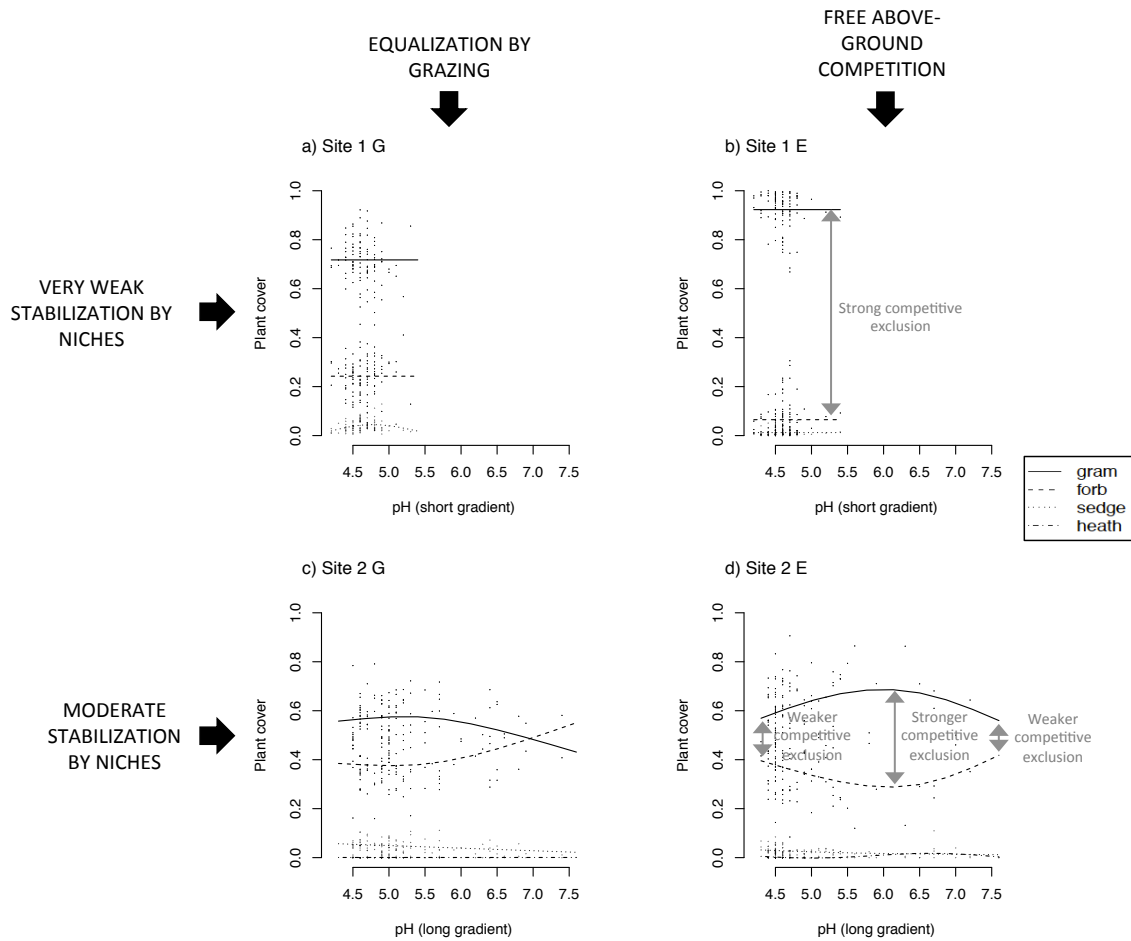 EQUALIZATION BY
GRAZING
FREE ABOVE-
GROUND
COMPETITION
VERY WEAK
STABILIZATION BY
NICHES
a) Site 1 G
Plant cover
1.0
0.8
0.6
0.4
0.2
0.0
4.5 5.0 5.5 6.0 6.5 7.0 7.5
pH (short gradient)
b) Site 1 E
Plant cover
1.0
0.8
0.6
0.4
0.2
0.0
Strong competitive
exclusion
4.5 5.0 5.5 6.0 6.5 7.0 7.5
pH (short gradient)
gram
forb
sedge
heath
MODERATE
STABILIZATION
BY NICHES
c) Site 2 G
Plant cover
1.0
0.8
0.6
0.4
0.2
0.0
4.5 5.0 5.5 6.0 6.5 7.0 7.5
pH (long gradient)
d) Site 2 E
Plant cover
1.0
0.8
0.6
0.4
0.2
0.0
Weaker
competitive
exclusion
Stronger
competitive
exclusion
Weaker
competitive
exclusion
4.5 5.0 5.5 6.0 6.5 7.0 7.5
pH (long gradient)